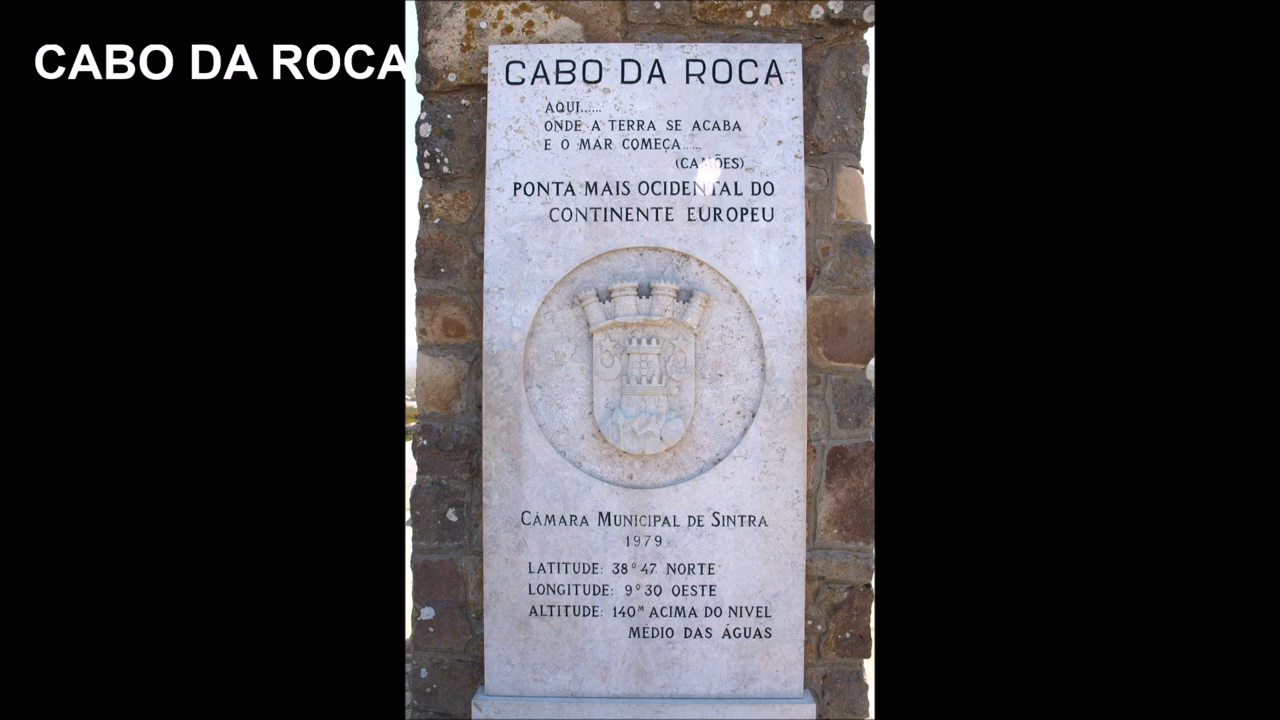 CABO DA ROCA
CABO DA ROCA
AQUI......
ONDE A TERRA SE ACABA
E O MAR COMEÇA.....
(CAMÕES)
PONTA MAIS OCIDENTAL DO
CONTINENTE EUROPEU
CÂMARA MUNICIPAL DE SINTRA
1979
LATITUDE: 38º 47 NORTE
LONGITUDE: 9º 30 OESTE
ALTITUDE: 140ᴹ ACIMA DO NIVEL
MÉDIO DAS ÁGUAS